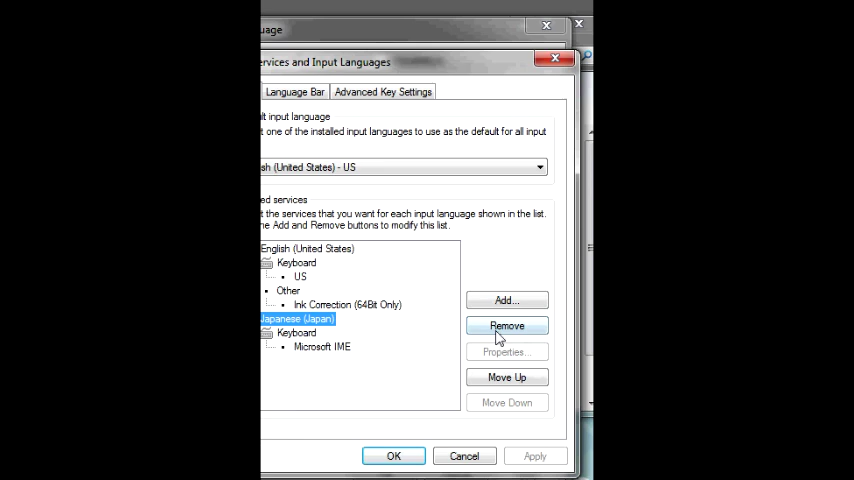 uage
ervices and Input Languages
Language Bar
Advanced Key Settings
lt input language
t one of the installed input languages to use as the default for all input
sh (United States) - US
ed services
t the services that you want for each input language shown in the list.
he Add and Remove buttons to modify this list.
English (United States)
Keyboard
US
Other
Ink Correction (64Bit Only)
Japanese (Japan)
Keyboard
Microsoft IME
Add...
Remove
Properties...
Move Up
Move Down
OK
Cancel
Apply